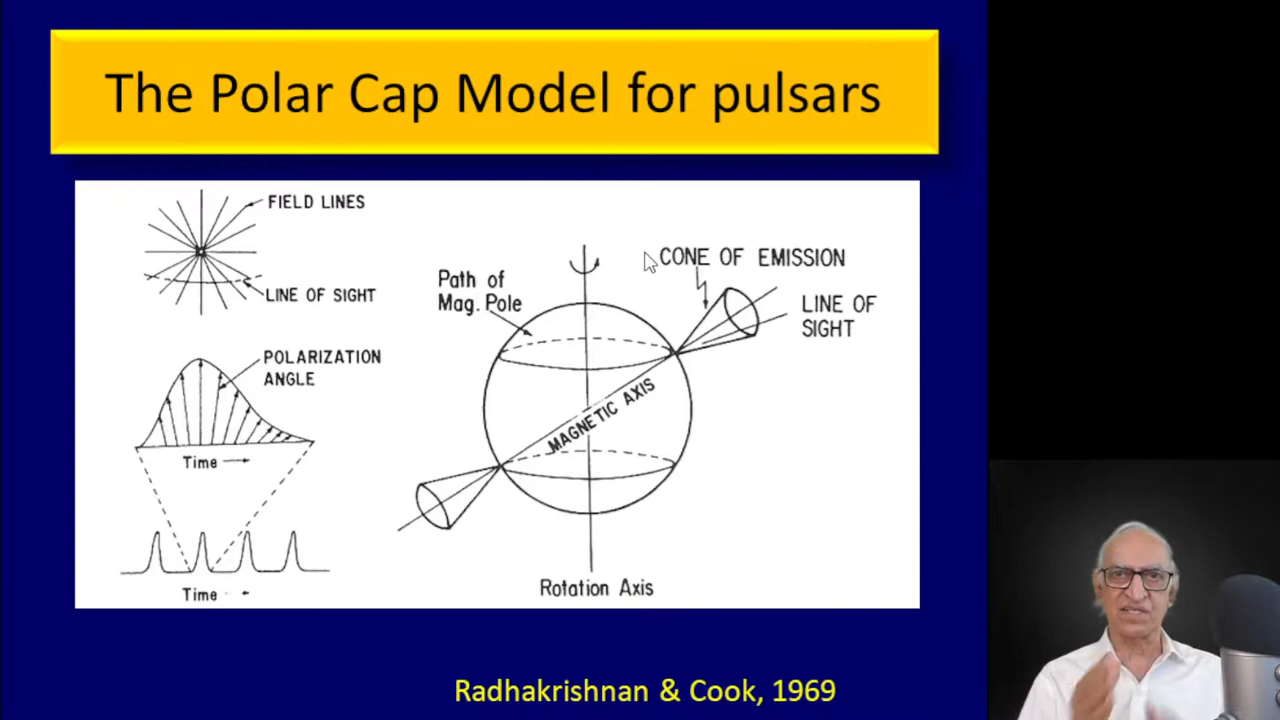 The Polar Cap Model for pulsars
FIELD LINES
LINE OF SIGHT
POLARIZATION
ANGLE
Time
Time
Path of
Mag. Pole
CONE OF EMISSION
LINE OF
SIGHT
MAGNETIC AXIS
Rotation Axis
Radhakrishnan & Cook, 1969